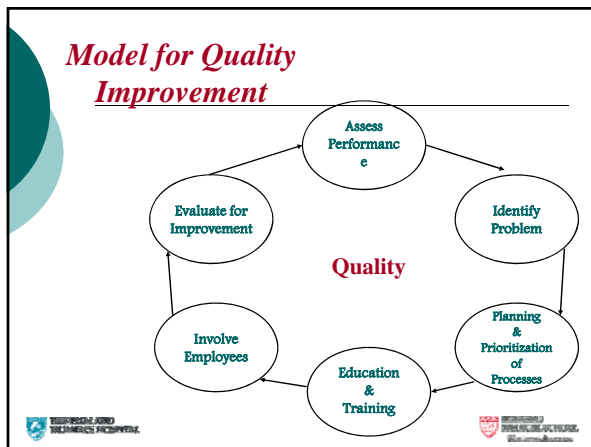 Model for Quality
Improvement
Assess
Performanc
e
Evaluate for
Improvement
Identify
Problem
Quality
Planning
&
Prioritization
of
Processes
Involve
Employees
Education
&
Training